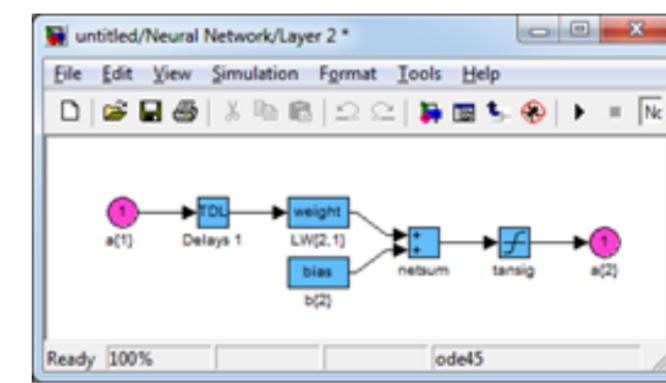 untitled/Neural Network/Layer 2 *
File Edit View Simulation Format Tools Help
1 TDL weight 1
a{1} Delays 1 LW{2,1}
bias netsum tansig a{2}
b{2}
Ready 100% ode45